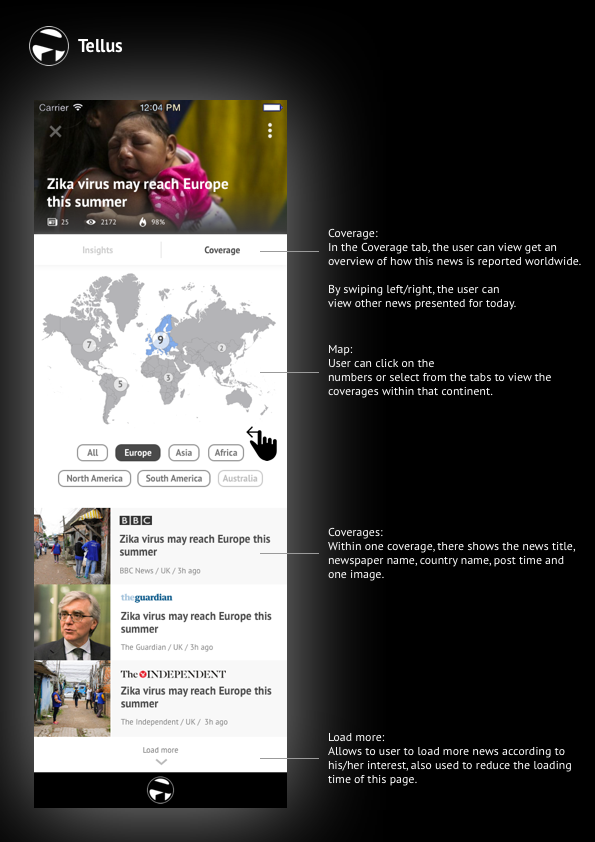 Tellus
Carrier 12:04 PM
Zika virus may reach Europe
this summer
25 2172 98%
Insights Coverage
Coverage:
In the Coverage tab, the user can view get an
overview of how this news is reported worldwide.
By swiping left/right, the user can
view other news presented for today.
7 9 2
5 3
Map:
User can click on the
numbers or select from the tabs to view the
coverages within that continent.
All Europe Asia Africa
North America South America Australia
BBC
Zika virus may reach Europe this
summer
BBC News / UK / 3h ago
Coverages:
Within one coverage, there shows the news title,
newspaper name, country name, post time and
one image.
theguardian
Zika virus may reach Europe this
summer
The Guardian / UK / 3h ago
The INDEPENDENT
Zika virus may reach Europe this
summer
The Independent / UK / 3h ago
Load more
Load more:
Allows to user to load more news according to
his/her interest, also used to reduce the loading
time of this page.